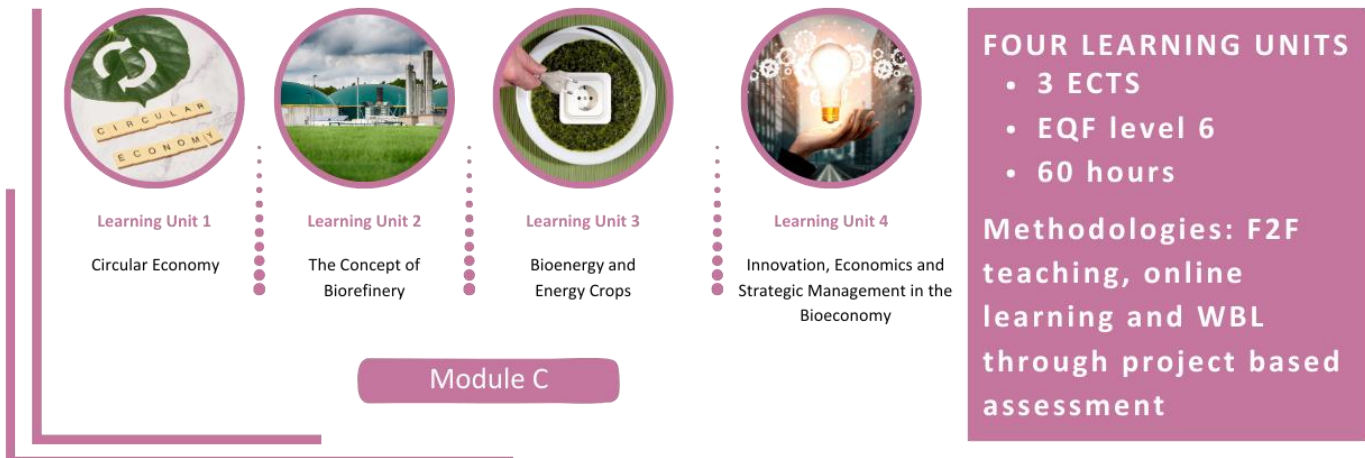 CIRCULAR
ECONOMY
Learning Unit 1
Circular Economy
Learning Unit 2
The Concept of
Biorefinery
Learning Unit 3
Bioenergy and
Energy Crops
Learning Unit 4
Innovation, Economics and
Strategic Management in the
Bioeconomy
Module C
FOUR LEARNING UNITS
• 3 ECTS
• EQF level 6
• 60 hours
Methodologies: F2F
teaching, online
learning and WBL
through project based
assessment